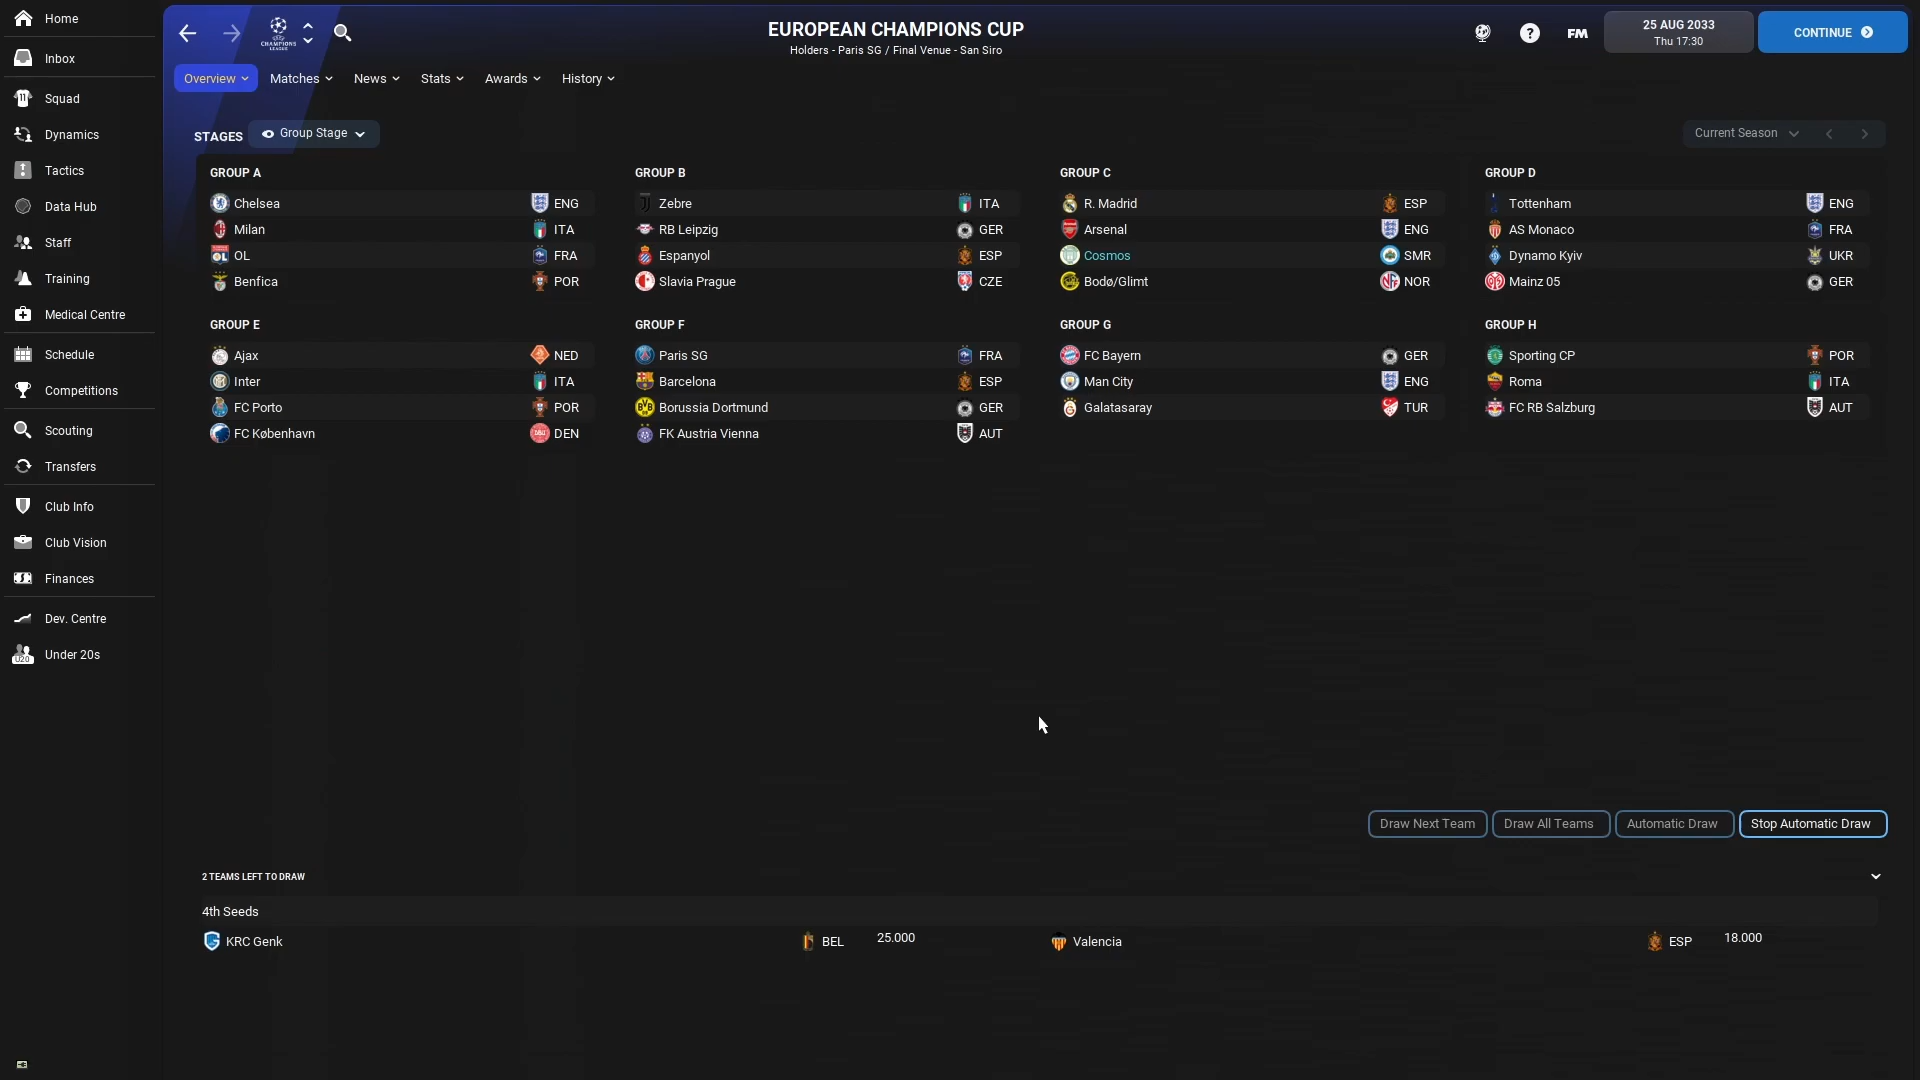 Home
Inbox
Squad
Dynamics
Tactics
Data Hub
Staff
Training
Medical Centre
Schedule
Competitions
Scouting
Transfers
Club Info
Club Vision
Finances
Dev. Centre
Under 20s
EUROPEAN CHAMPIONS CUP
Holders - Paris SG / Final Venue - San Siro
CHAMPIONS
FM
25 AUG 2033
Thu 17:30
CONTINUE
Overview Matches News Stats Awards History
STAGES Group Stage
Current Season
GROUP A
Chelsea ENG
Milan ITA
OL FRA
Benfica POR
GROUP B
Zebre ITA
RB Leipzig GER
Espanyol ESP
Slavia Prague CZE
GROUP C
R. Madrid ESP
Arsenal ENG
Cosmos SMR
Bodø/Glimt NOR
GROUP D
Tottenham ENG
AS Monaco FRA
Dynamo Kyiv UKR
Mainz 05 GER
GROUP E
Ajax NED
Inter ITA
FC Porto POR
FC København DEN
GROUP F
Paris SG FRA
Barcelona ESP
Borussia Dortmund GER
FK Austria Vienna AUT
GROUP G
FC Bayern GER
Man City ENG
Galatasaray TUR
GROUP H
Sporting CP POR
Roma ITA
FC RB Salzburg AUT
Draw Next Team Draw All Teams Automatic Draw Stop Automatic Draw
2 TEAMS LEFT TO DRAW
4th Seeds
KRC Genk BEL 25.000 Valencia ESP 18.000